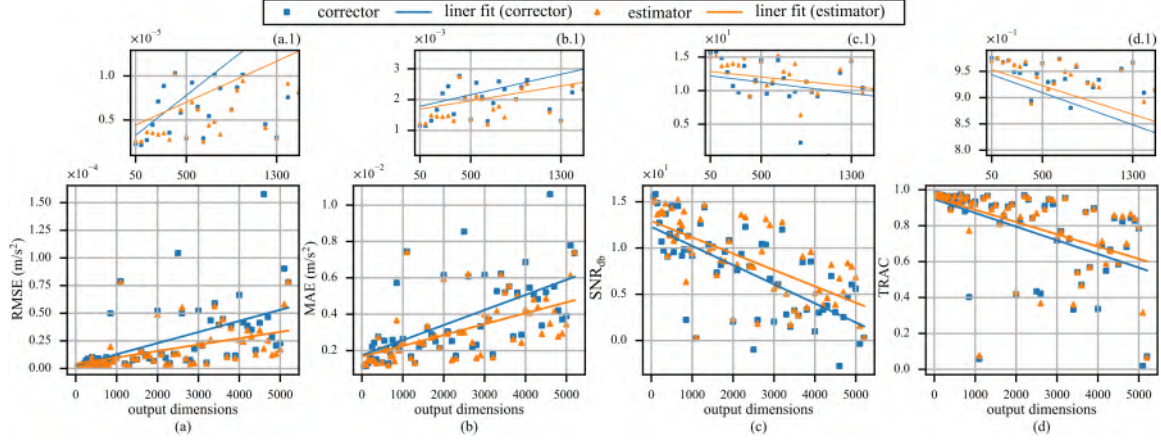 corrector liner fit (corrector) estimator liner fit (estimator)
×10⁻⁵ (a.1) ×10⁻³ (b.1) ×10¹ (c.1) ×10⁻¹ (d.1)
1.0 0.5
3 2 1
1.5 1.0
9.5 9.0 8.5 8.0
50 500 1300 50 500 1300 50 500 1300 50 500 1300
×10⁻⁴ ×10⁻² ×10¹
RMSE (m/s²)
1.50 1.25 1.00 0.75 0.50 0.25 0.00
MAE (m/s²)
1.0 0.8 0.6 0.4 0.2
SNR_db
1.5 1.0 0.5 0.0
TRAC
1.0 0.8 0.6 0.4 0.2 0.0
0 1000 2000 3000 4000 5000 0 1000 2000 3000 4000 5000 0 1000 2000 3000 4000 5000 0 1000 2000 3000 4000 5000
output dimensions output dimensions output dimensions output dimensions
(a) (b) (c) (d)